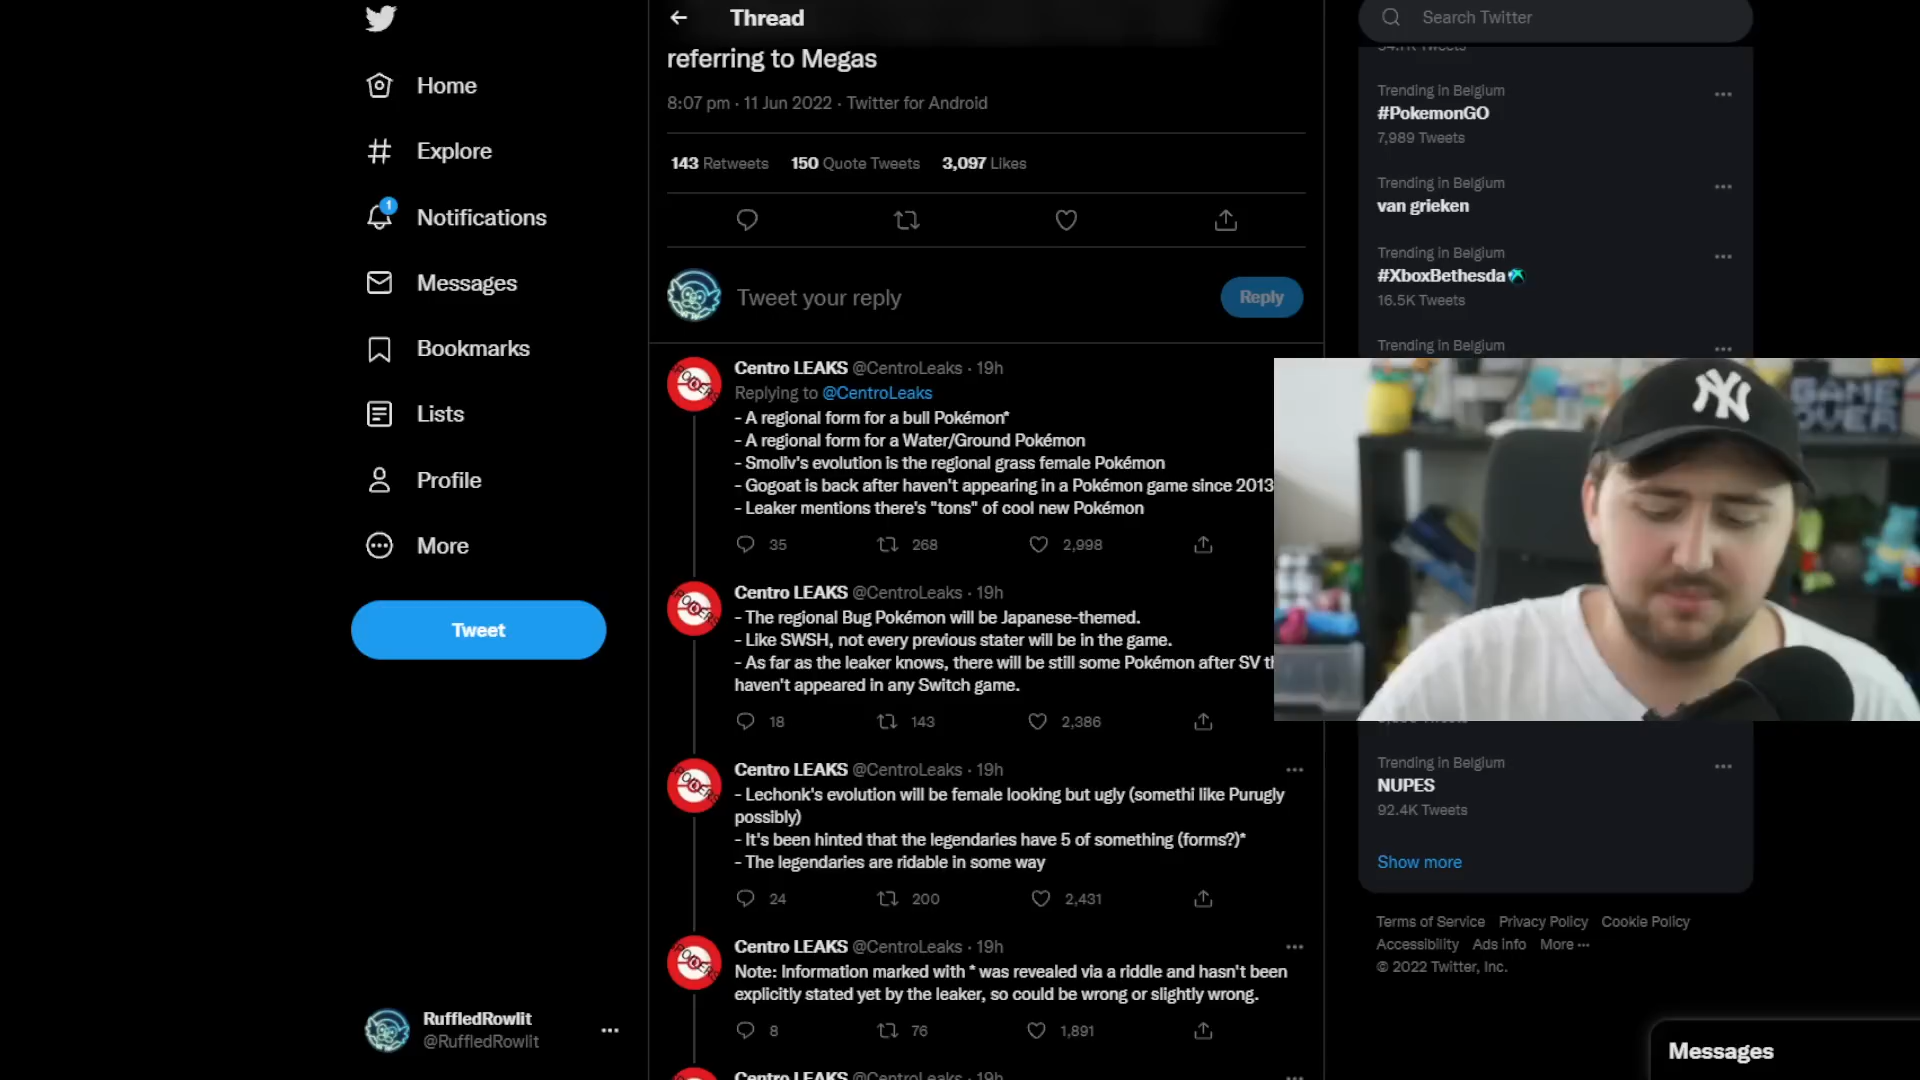 Thread
Search Twitter
referring to Megas
8:07 pm · 11 Jun 2022 · Twitter for Android
143 Retweets 150 Quote Tweets 3,097 Likes
Tweet your reply
Reply
Home
Explore
1
Notifications
Messages
Bookmarks
Lists
Profile
More
Tweet
RuffledRowlit
@RuffledRowlit
Centro LEAKS @CentroLeaks · 19h
Replying to @CentroLeaks
- A regional form for a bull Pokémon*
- A regional form for a Water/Ground Pokémon
- Smoliv's evolution is the regional grass female Pokémon
- Gogoat is back after haven't appearing in a Pokémon game since 2013
- Leaker mentions there's "tons" of cool new Pokémon
35 268 2,998
Centro LEAKS @CentroLeaks · 19h
- The regional Bug Pokémon will be Japanese-themed.
- Like SWSH, not every previous stater will be in the game.
- As far as the leaker knows, there will be still some Pokémon after SV
haven't appeared in any Switch game.
18 143 2,386
Centro LEAKS @CentroLeaks · 19h
- Lechonk's evolution will be female looking but ugly (somethi like Purugly
possibly)
- It's been hinted that the legendaries have 5 of something (forms?)*
- The legendaries are ridable in some way
24 200 2,431
Centro LEAKS @CentroLeaks · 19h
Note: Information marked with * was revealed via a riddle and hasn't been
explicitly stated yet by the leaker, so could be wrong or slightly wrong.
8 76 1,891
Centro LEAKS @CentroLeaks · 19h
Trending in Belgium
#PokemonGO
7,989 Tweets
Trending in Belgium
van grieken
Trending in Belgium
#XboxBethesda
16.5K Tweets
Trending in Belgium
NY
GAME
OVER
Trending in Belgium
NUPES
92.4K Tweets
Show more
Terms of Service Privacy Policy Cookie Policy
Accessibility Ads info More ···
© 2022 Twitter, Inc.
Messages